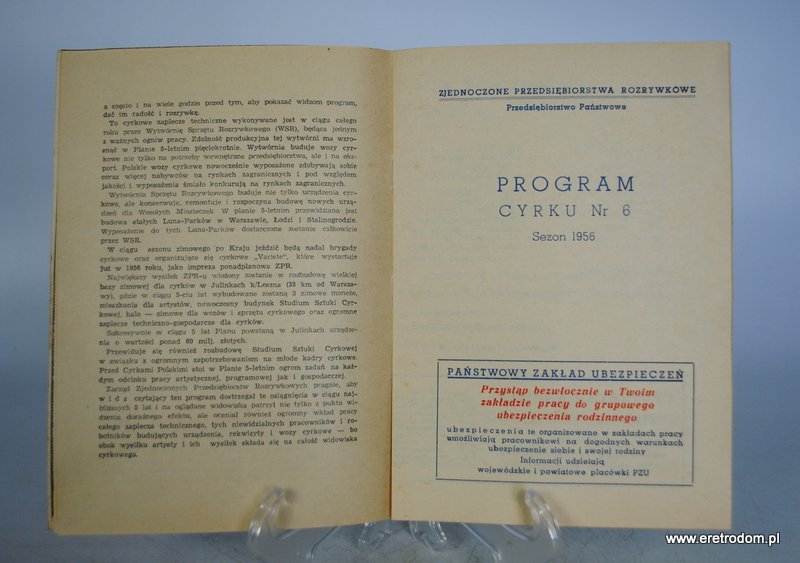 a często i na wiele godzin przed tym, aby pokazać widzom program,
dać im radość i rozrywkę.
To cyrkowe zaplecze techniczne wykonywane jest w ciągu całego
roku przez Wytwórnię Sprzętu Rozrywkowego (WSR), będącą jednym
z ważnych ogniw pracy. Zdolność produkcyjna tej wytwórni ma wzro-
snąć w Planie 5-letnim pięciokrotnie. Wytwórnia buduje wozy cyr-
kowe nie tylko na potrzeby wewnętrzne przedsiębiorstwa, ale i na eks-
port. Polskie wozy cyrkowe nowocześnie wyposażone zdobywają sobie
coraz więcej nabywców na rynkach zagranicznych i pod względem
jakości i wyposażenia śmiało konkurują na rynkach zagranicznych.
Wytwórnia Sprzętu Rozrywkowego buduje nie tylko urządzenia cyr-
kowe, ale konserwuje, remontuje i rozpoczyna budowę nowych urzą-
dzeń dla Wesołych Miasteczek. W planie 5-letnim przewidziana jest
budowa stałych Luna-Parków w Warszawie, Łodzi i Stalinogrodzie.
Wyposażenie do tych Luna-Parków dostarczone zostanie całkowicie
przez WSR.
W ciągu sezonu zimowego po Kraju jeździć będą nadal brygady
cyrkowe oraz organizujące się cyrkowe „Variete", które wystartuje
już w 1956 roku, jako impreza ponadplanowa ZPR.
Największy wysiłek ZPR-u włożony zostanie w rozbudowę wielkiej
bazy zimowej dla cyrków w Julinkach k/Leszna (33 km od Warsza-
wy), gdzie w ciągu 5-ciu lat wybudowane zostaną 3 zimowe maneże,
mieszkania dla artystów, nowoczesny budynek Studium Sztuki Cyr-
kowej, hale — zimowe dla wozów i sprzętu cyrkowego oraz ogromne
zaplecze techniczno-gospodarcze dla cyrków.
Sukcesywnie w ciągu 5 lat Planu powstaną w Julinkach urządze-
nia o wartości ponad 60 milj. złotych.
Przewiduje się również rozbudowę Studium Sztuki Cyrkowej
w związku z ogromnym zapotrzebowaniem na młode kadry cyrkowe.
Przed Cyrkami Polskimi stoi w Planie 5-letnim ogrom zadań na każ-
dym odcinku pracy artystycznej, programowej jak i gospodarczej.
Zarząd Zjednoczonych Przedsiębiorstw Rozrywkowych pragnie, aby
widz czytający ten program dostrzegał te osiągnięcia w ciągu naj-
bliższych 5 lat i na oglądane widowiska patrzył nie tylko z puktu wi-
dzenia doraźnego efektu, ale oceniał również ogromny wkład pracy
całego zaplecza technicznego, tych niewidzialnych pracowników i ro-
botników budujących urządzenia, rekwizyty i wozy cyrkowe — bo
obok wysiłku artysty i ich wysiłek składa się na całość widowiska
cyrkowego.
ZJEDNOCZONE PRZEDSIĘBIORSTWA ROZRYWKOWE
Przedsiębiorstwo Państwowe
PROGRAM
CYRKU Nr 6
Sezon 1956
PAŃSTWOWY ZAKŁAD UBEZPIECZEŃ
Przystąp bezwłocznie w Twoim
zakładzie pracy do grupowego
ubezpieczenia rodzinnego
ubezpieczenia te organizowane w zakładach pracy
umożliwiają pracownikowi na dogodnych warunkach
ubezpieczenie siebie i swojej rodziny
Informacji udzielają
wojewódzkie i powiatowe placówki PZU
www.eretrodom.pl